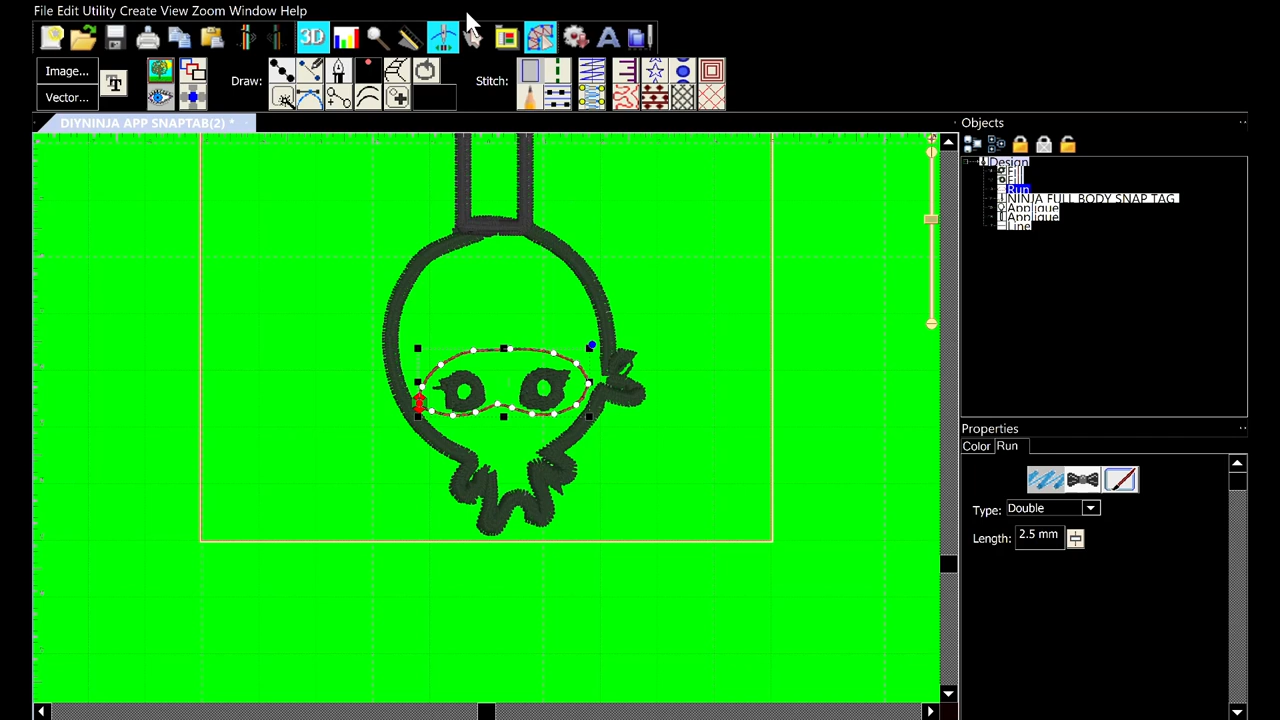 File Edit Utility Create View Zoom Window Help
3D
Image...
Draw:
Stitch:
Vector...
DIYNINJA APP SNAPTAB(2) *
Objects
Design
Fill
Fill
Run
NINJA FULL BODY SNAP TAG
Applique
Applique
Line
Properties
Color Run
Type: Double
Length: 2.5 mm